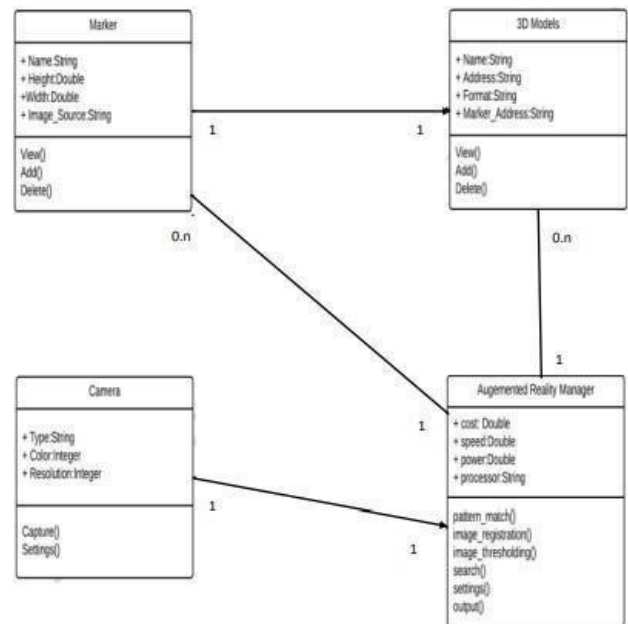 Marker
+ Name:String
+ Height:Double
+Width:Double
+ Image_Source:String
View()
Add()
Delete()
3D Models
+ Name:String
+ Address:String
+ Format:String
+ Marker_Address:String
View()
Add()
Delete()
1
1
0.n
0.n
1
1
Camera
+ Type:String
+ Color:Integer
+ Resolution:Integer
Capture()
Settings()
Augemented Reality Manager
+ cost: Double
+ speed:Double
+ power:Double
+ processor:String
pattern_match()
image_registration()
image_thresholding()
search()
settings()
output()
1
1